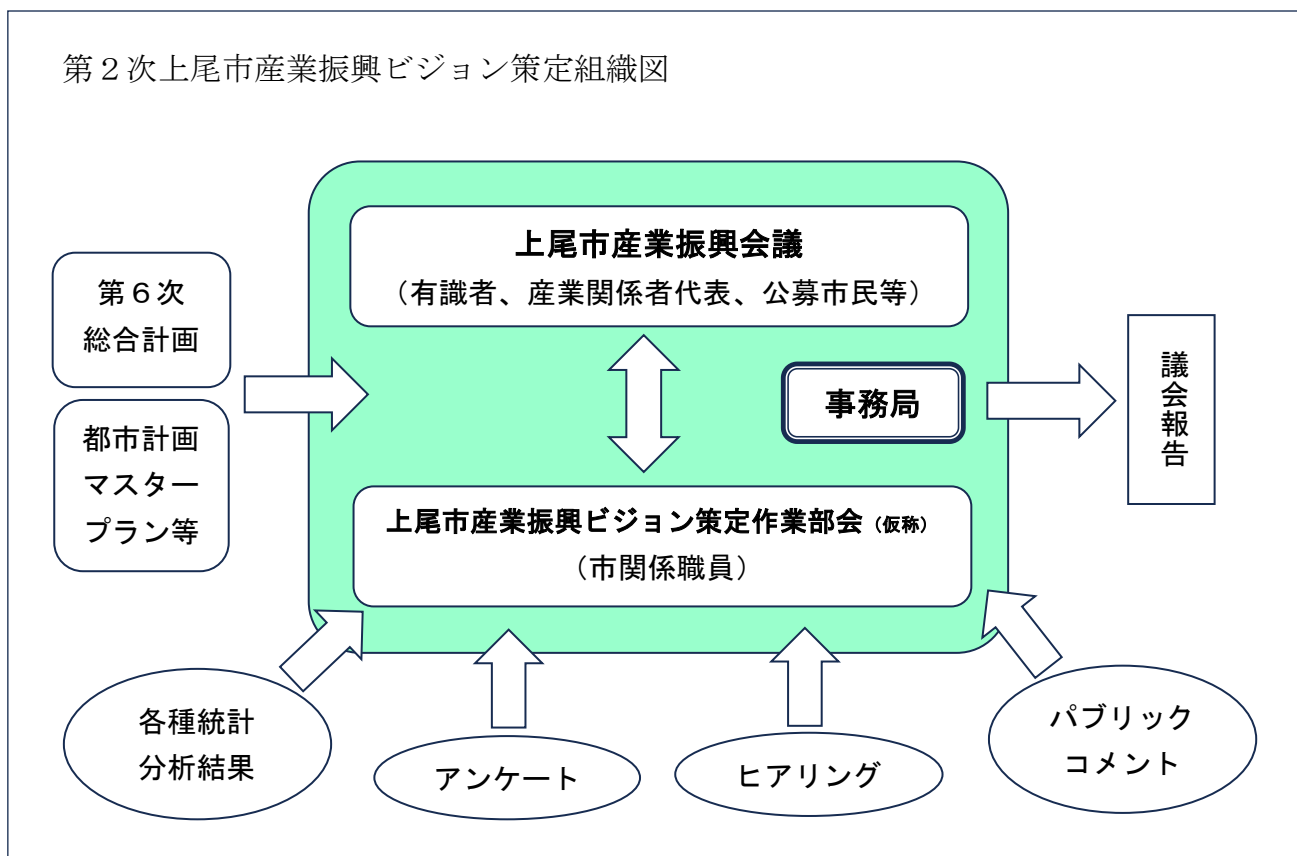 第２次上尾市産業振興ビジョン策定組織図
上尾市産業振興会議
（有識者、産業関係者代表、公募市民等）
第６次
総合計画
都市計画
マスター
プラン等
事務局
議会報告
上尾市産業振興ビジョン策定作業部会（仮称）
（市関係職員）
各種統計
分析結果
アンケート
ヒアリング
パブリック
コメント